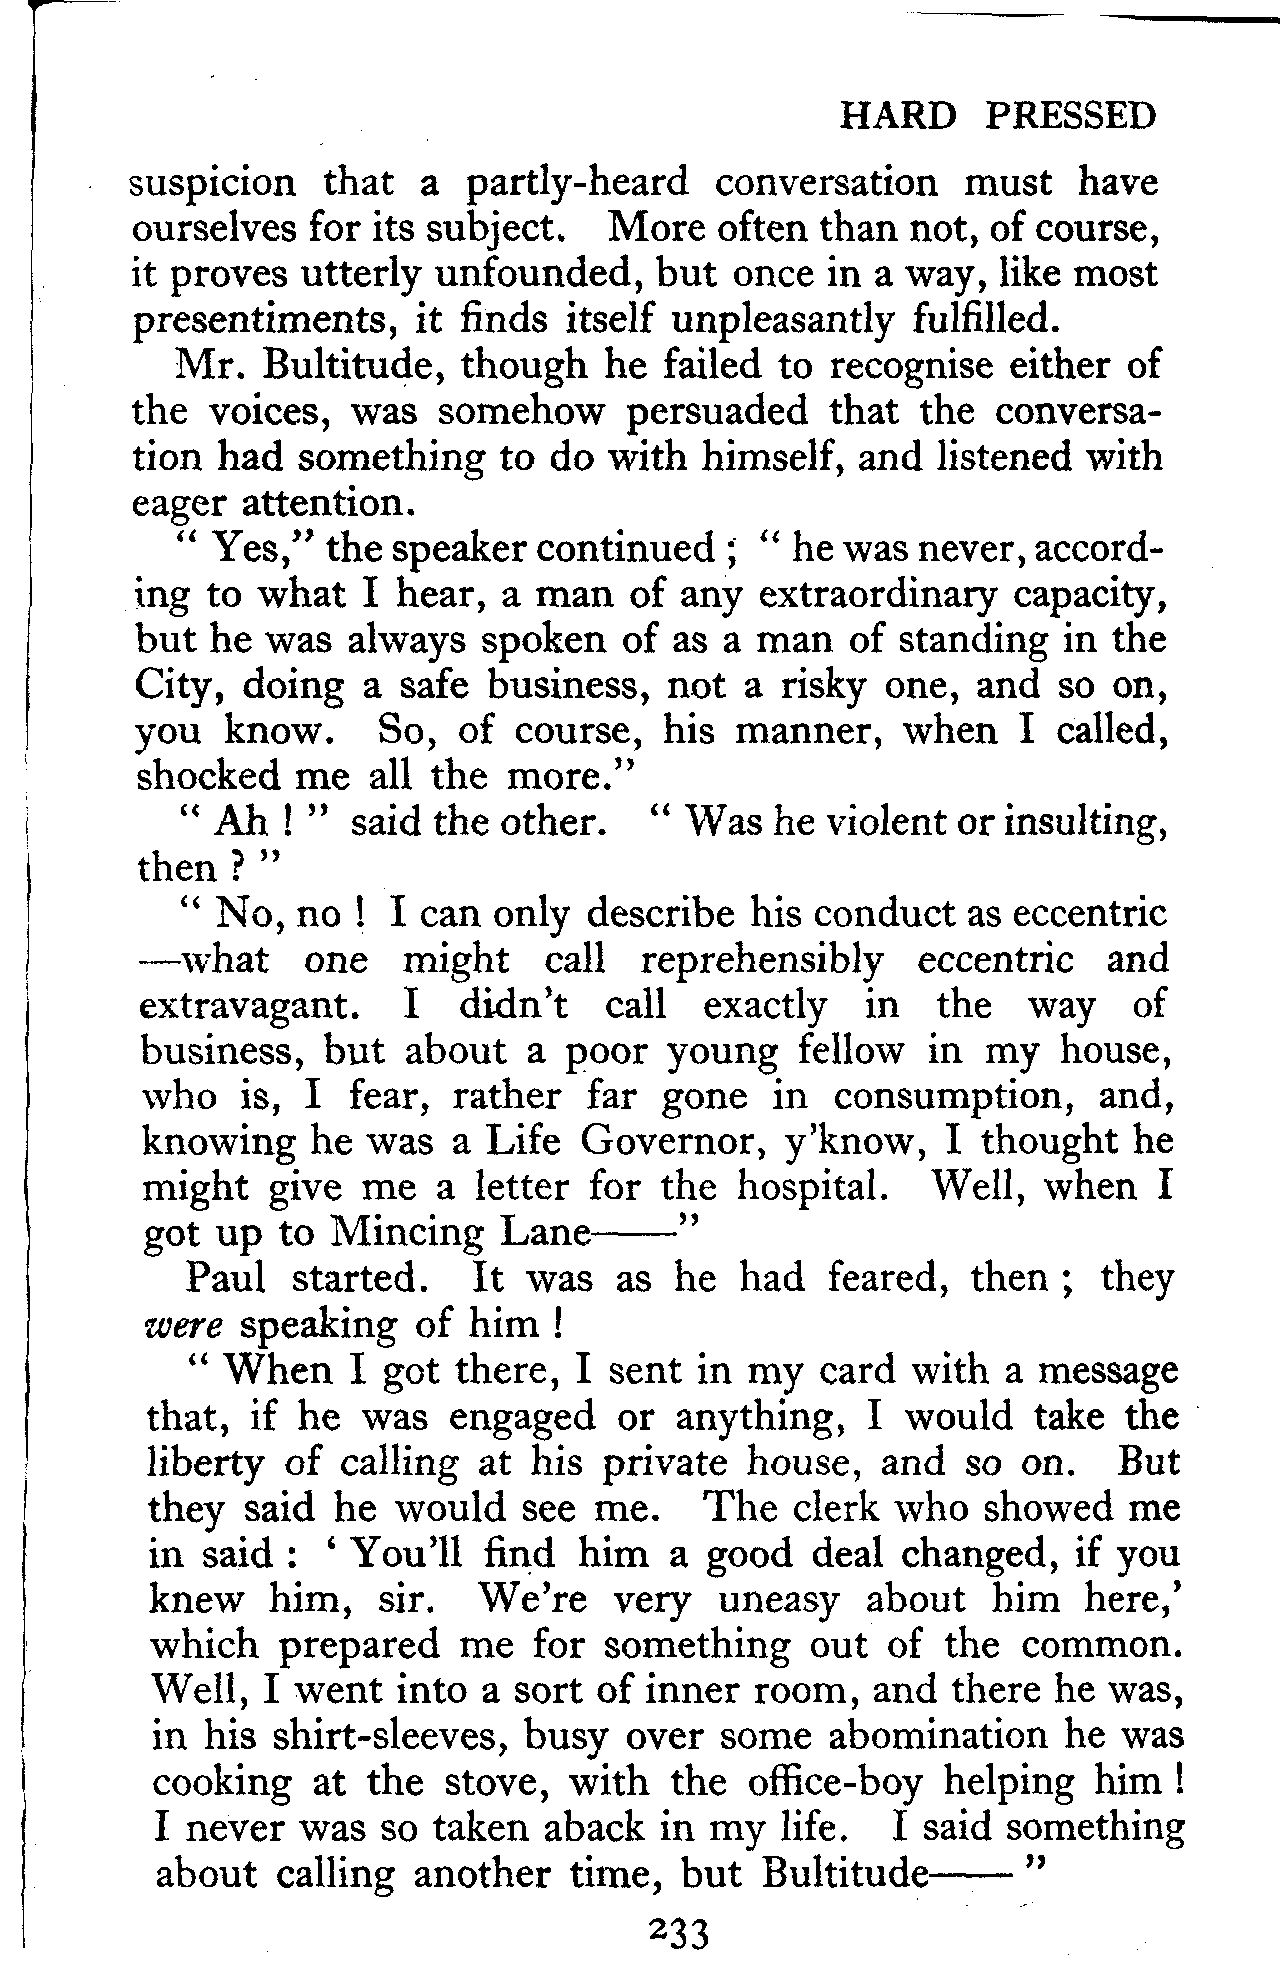 HARD PRESSED
suspicion that a partly-heard conversation must have
ourselves for its subject. More often than not, of course,
it proves utterly unfounded, but once in a way, like most
presentiments, it finds itself unpleasantly fulfilled.
Mr. Bultitude, though he failed to recognise either of
the voices, was somehow persuaded that the conversa-
tion had something to do with himself, and listened with
eager attention.
" Yes," the speaker continued ; " he was never, accord-
ing to what I hear, a man of any extraordinary capacity,
but he was always spoken of as a man of standing in the
City, doing a safe business, not a risky one, and so on,
you know. So, of course, his manner, when I called,
shocked me all the more."
" Ah ! " said the other. " Was he violent or insulting,
then ? "
" No, no ! I can only describe his conduct as eccentric
—what one might call reprehensibly eccentric and
extravagant. I didn't call exactly in the way of
business, but about a poor young fellow in my house,
who is, I fear, rather far gone in consumption, and,
knowing he was a Life Governor, y'know, I thought he
might give me a letter for the hospital. Well, when I
got up to Mincing Lane——"
Paul started. It was as he had feared, then ; they
were speaking of him !
" When I got there, I sent in my card with a message
that, if he was engaged or anything, I would take the
liberty of calling at his private house, and so on. But
they said he would see me. The clerk who showed me
in said : ' You'll find him a good deal changed, if you
knew him, sir. We're very uneasy about him here,'
which prepared me for something out of the common.
Well, I went into a sort of inner room, and there he was,
in his shirt-sleeves, busy over some abomination he was
cooking at the stove, with the office-boy helping him !
I never was so taken aback in my life. I said something
about calling another time, but Bultitude—— "
233